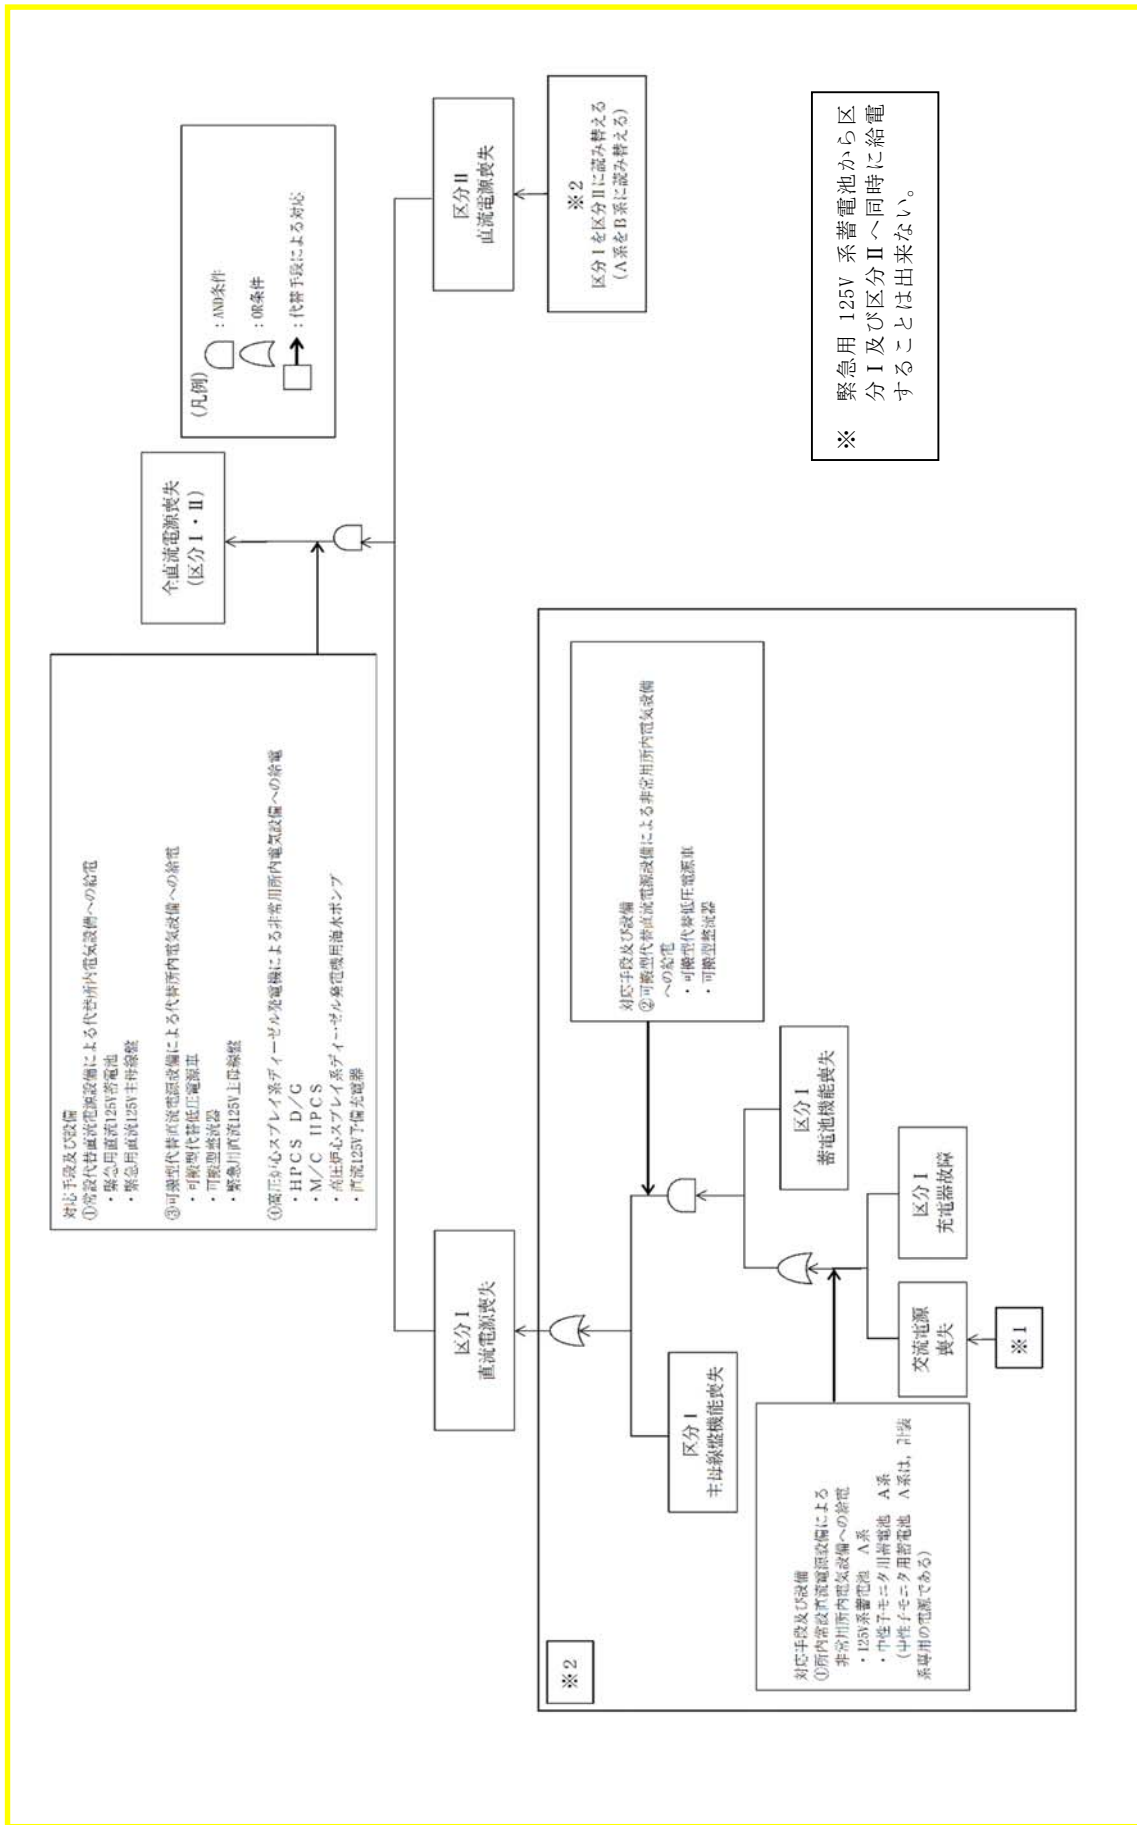 対応手段及び設備
①常設代替直流電源設備による代替所内電気設備への給電
・緊急用直流125V蓄電池
・緊急用直流125V主母線盤
③可搬型代替直流電源設備による代替所内電気設備への給電
・可搬型代替低圧電源車
・可搬型整流器
・緊急用直流125V主母線盤
④高圧炉心スプレイ系ディーゼル発電機による非常用所内電気設備への給電
・HPCS D/G
・M/C HPCS
・高圧炉心スプレイ系ディーゼル発電機用海水ポンプ
・直流125V予備充電器
全直流電源喪失
(区分Ⅰ・Ⅱ)
(凡例)
：AND条件
：OR条件
：代替手段による対応
区分Ⅰ
直流電源喪失
区分Ⅱ
直流電源喪失
※2
区分Ⅰを区分Ⅱに読み替える
(A系をB系に読み替える)
※2
区分Ⅰ
主母線盤機能喪失
対応手段及び設備
②可搬型代替直流電源設備による非常用所内電気設備
への給電
・可搬型代替低圧電源車
・可搬型整流器
区分Ⅰ
蓄電池機能喪失
対応手段及び設備
①所内常設直流電源設備による
非常用所内電気設備への給電
・125V系蓄電池 A系
・中性子モニタ用蓄電池 A系
(中性子モニタ用蓄電池 A系は，計装
系専用の電源である)
交流電源
喪失
区分Ⅰ
充電器故障
※1
※ 緊急用 125V 系蓄電池から区
分Ⅰ及び区分Ⅱへ同時に給電
することは出来ない。